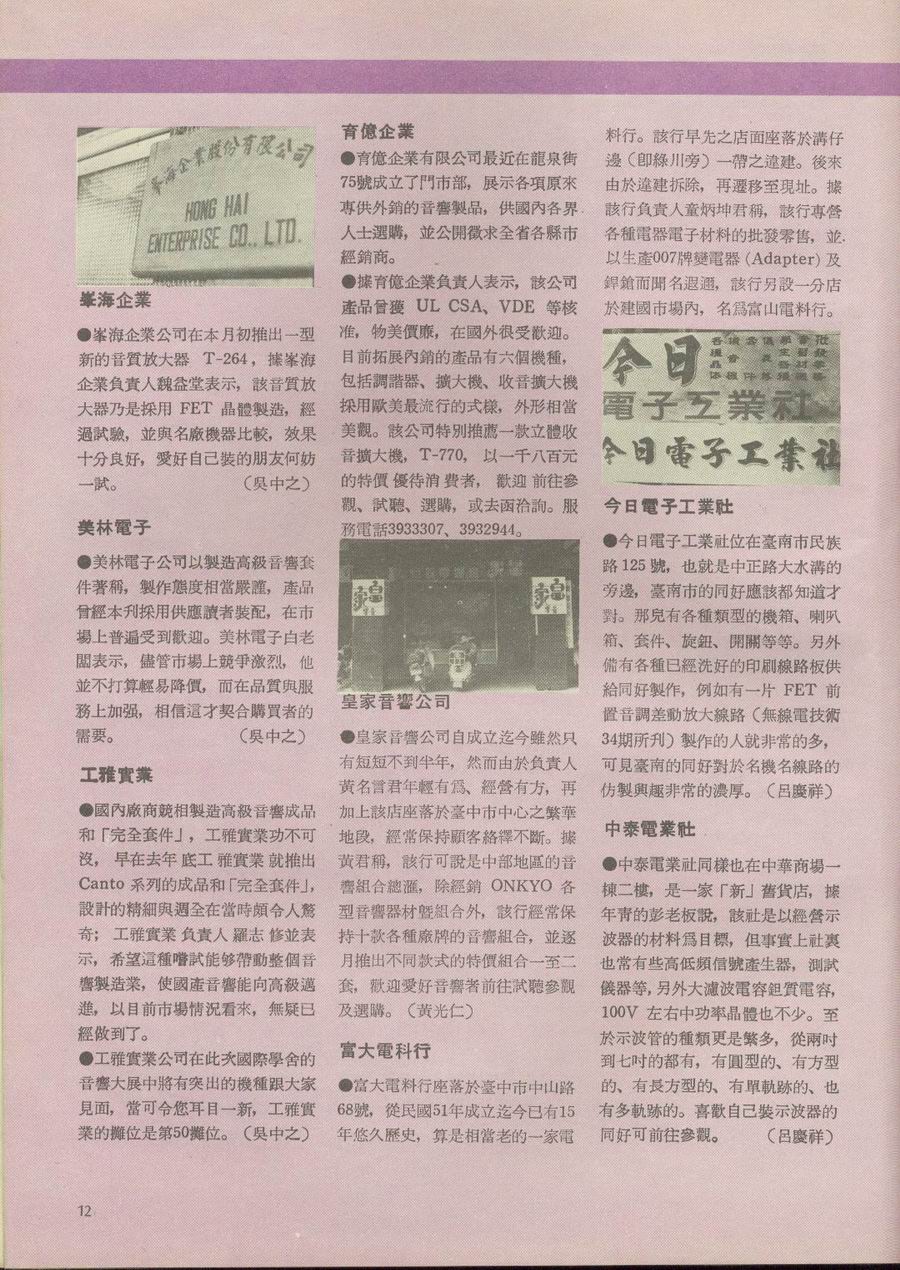 峯海企業股份有限公司
HONG HAI
ENTERPRISE CO., LTD.
峯海企業
●峯海企業公司在本月初推出一型
新的音質放大器 T-264，據峯海
企業負責人魏益堂表示，該音質放
大器乃是採用 FET 晶體製造，經
過試驗，並與名廠機器比較，效果
十分良好，愛好自己裝的朋友何妨
一試。 （吳中之）
美林電子
●美林電子公司以製造高級音響套
件著稱，製作態度相當嚴謹，產品
曾經本刋採用供應讀者裝配，在市
場上普遍受到歡迎。美林電子白老
闆表示，儘管市場上競爭激烈，他
並不打算輕易降價，而在品質與服
務上加强，相信這才契合購買者的
需要。 （吳中之）
工雅實業
●國內廠商競相製造高級音響成品
和「完全套件」，工雅實業功不可
沒，早在去年底工雅實業就推出
Canto 系列的成品和「完全套件」，
設計的精細與週全在當時頗令人驚
奇；工雅實業負責人羅志修並表
示，希望這種嚐試能够帶動整個音
響製造業，使國產音響能向高級邁
進，以目前市場情況看來，無疑已
經做到了。
●工雅實業公司在此次國際學舍的
音響大展中將有突出的機種跟大家
見面，當可令您耳目一新，工雅實
業的攤位是第50攤位。（吳中之）
育億企業
●育億企業有限公司最近在龍泉街
75號成立了門市部，展示各項原來
專供外銷的音響製品，供國內各界
人士選購，並公開徵求全省各縣市
經銷商。
●據育億企業負責人表示，該公司
產品曾獲 UL CSA、VDE 等核
准，物美價廉，在國外很受歡迎。
目前拓展內銷的產品有六個機種，
包括調諧器、擴大機、收音擴大機
採用歐美最流行的式樣，外形相當
美觀。該公司特別推薦一款立體收
音擴大機，T-770，以一千八百元
的特價優待消費者，歡迎前往參
觀、試聽、選購，或去函洽詢。服
務電話3933307、3932944。
皇家
皇家
皇家音響公司
●皇家音響公司自成立迄今雖然只
有短短不到半年，然而由於負責人
黃名言君年輕有爲、經營有方，再
加上該店座落於臺中市中心之繁華
地段，經常保持顧客絡繹不斷。據
黃君稱，該行可說是中部地區的音
響組合總滙，除經銷 ONKYO 各
型音響器材曁組合外，該行經常保
持十款各種廠牌的音響組合，並逐
月推出不同款式的特價組合一至二
套，歡迎愛好音響者前往試聽參觀
及選購。（黃光仁）
富大電科行
●富大電料行座落於臺中市中山路
68號，從民國51年成立迄今已有15
年悠久歷史，算是相當老的一家電
料行。該行早先之店面座落於溝仔
邊（卽綠川旁）一帶之違建。後來
由於違建拆除，再遷移至現址。據
該行負責人童炳坤君稱，該行專營
各種電器電子材料的批發零售，並
以生產007牌變電器（Adapter）及
銲鎗而聞名遐邇，該行另設一分店
於建國市場內，名爲富山電料行。
今日
電子工業社
今日電子工業社
今日電子工業社
●今日電子工業社位在臺南市民族
路 125 號，也就是中正路大水溝的
旁邊，臺南市的同好應該都知道才
對。那兒有各種類型的機箱、喇叭
箱、套件、旋鈕、開關等等。另外
備有各種已經洗好的印刷線路板供
給同好製作，例如有一片 FET 前
置音調差動放大線路（無線電技術
34期所刋）製作的人就非常的多，
可見臺南的同好對於名機名線路的
仿製興趣非常的濃厚。（呂慶祥）
中泰電業社
●中泰電業社同樣也在中華商場一
棟二樓，是一家「新」舊貨店，據
年靑的彭老板說，該社是以經營示
波器的材料爲目標，但事實上社裏
也常有些高低頻信號產生器，測試
儀器等，另外大濾波電容鉭質電容，
100V 左右中功率晶體也不少。至
於示波管的種類更是繁多，從兩吋
到七吋的都有，有圓型的、有方型
的、有長方型的、有單軌跡的、也
有多軌跡的。喜歡自己裝示波器的
同好可前往參觀。 （呂慶祥）
12